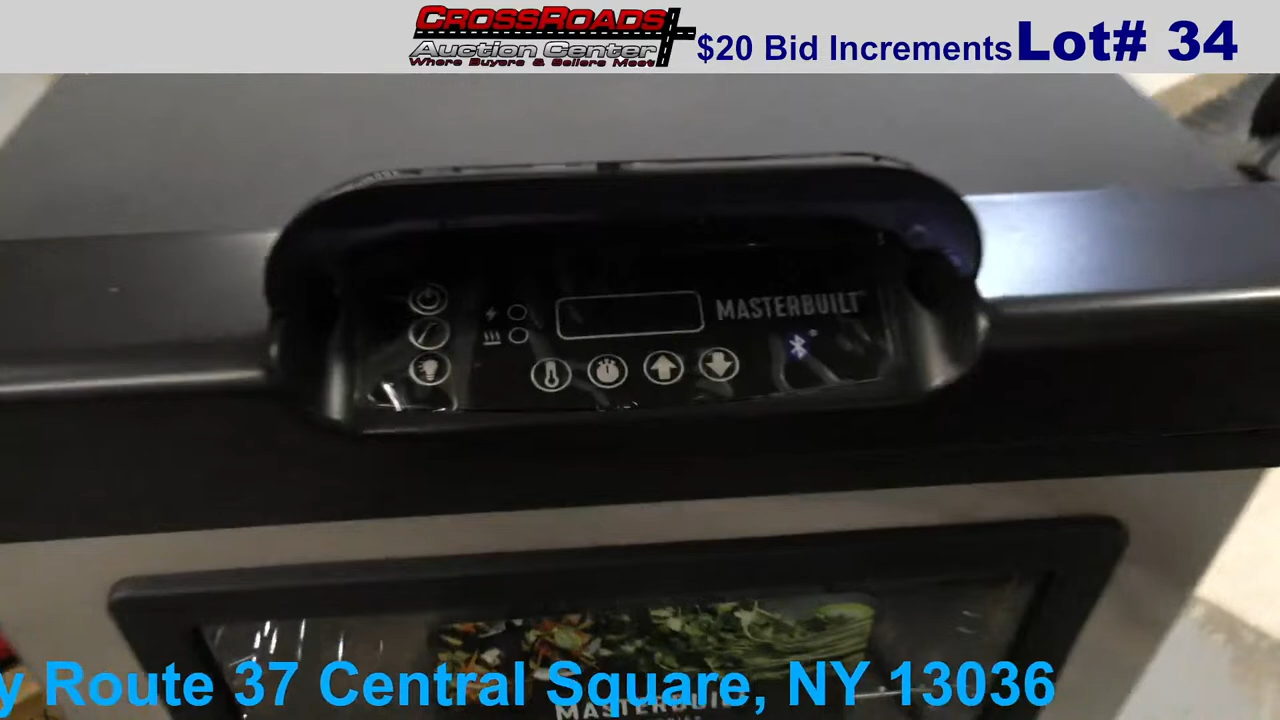 CROSSROADS
Auction Center
Where Buyers & Sellers Meet
$20 Bid Increments
Lot# 34
MASTERBUILT
y Route 37 Central Square, NY 13036
MASTERBUILT